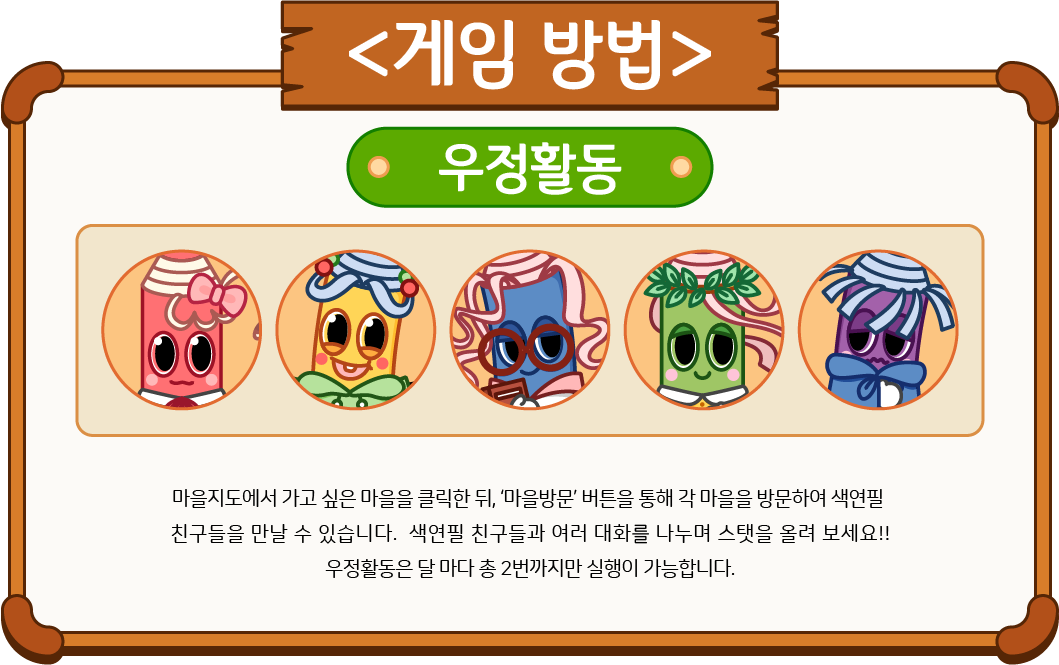 <게임 방법>
우정활동
마을지도에서 가고 싶은 마을을 클릭한 뒤, ‘마을방문’ 버튼을 통해 각 마을을 방문하여 색연필
친구들을 만날 수 있습니다. 색연필 친구들과 여러 대화를 나누며 스탯을 올려 보세요!!
우정활동은 달 마다 총 2번까지만 실행이 가능합니다.